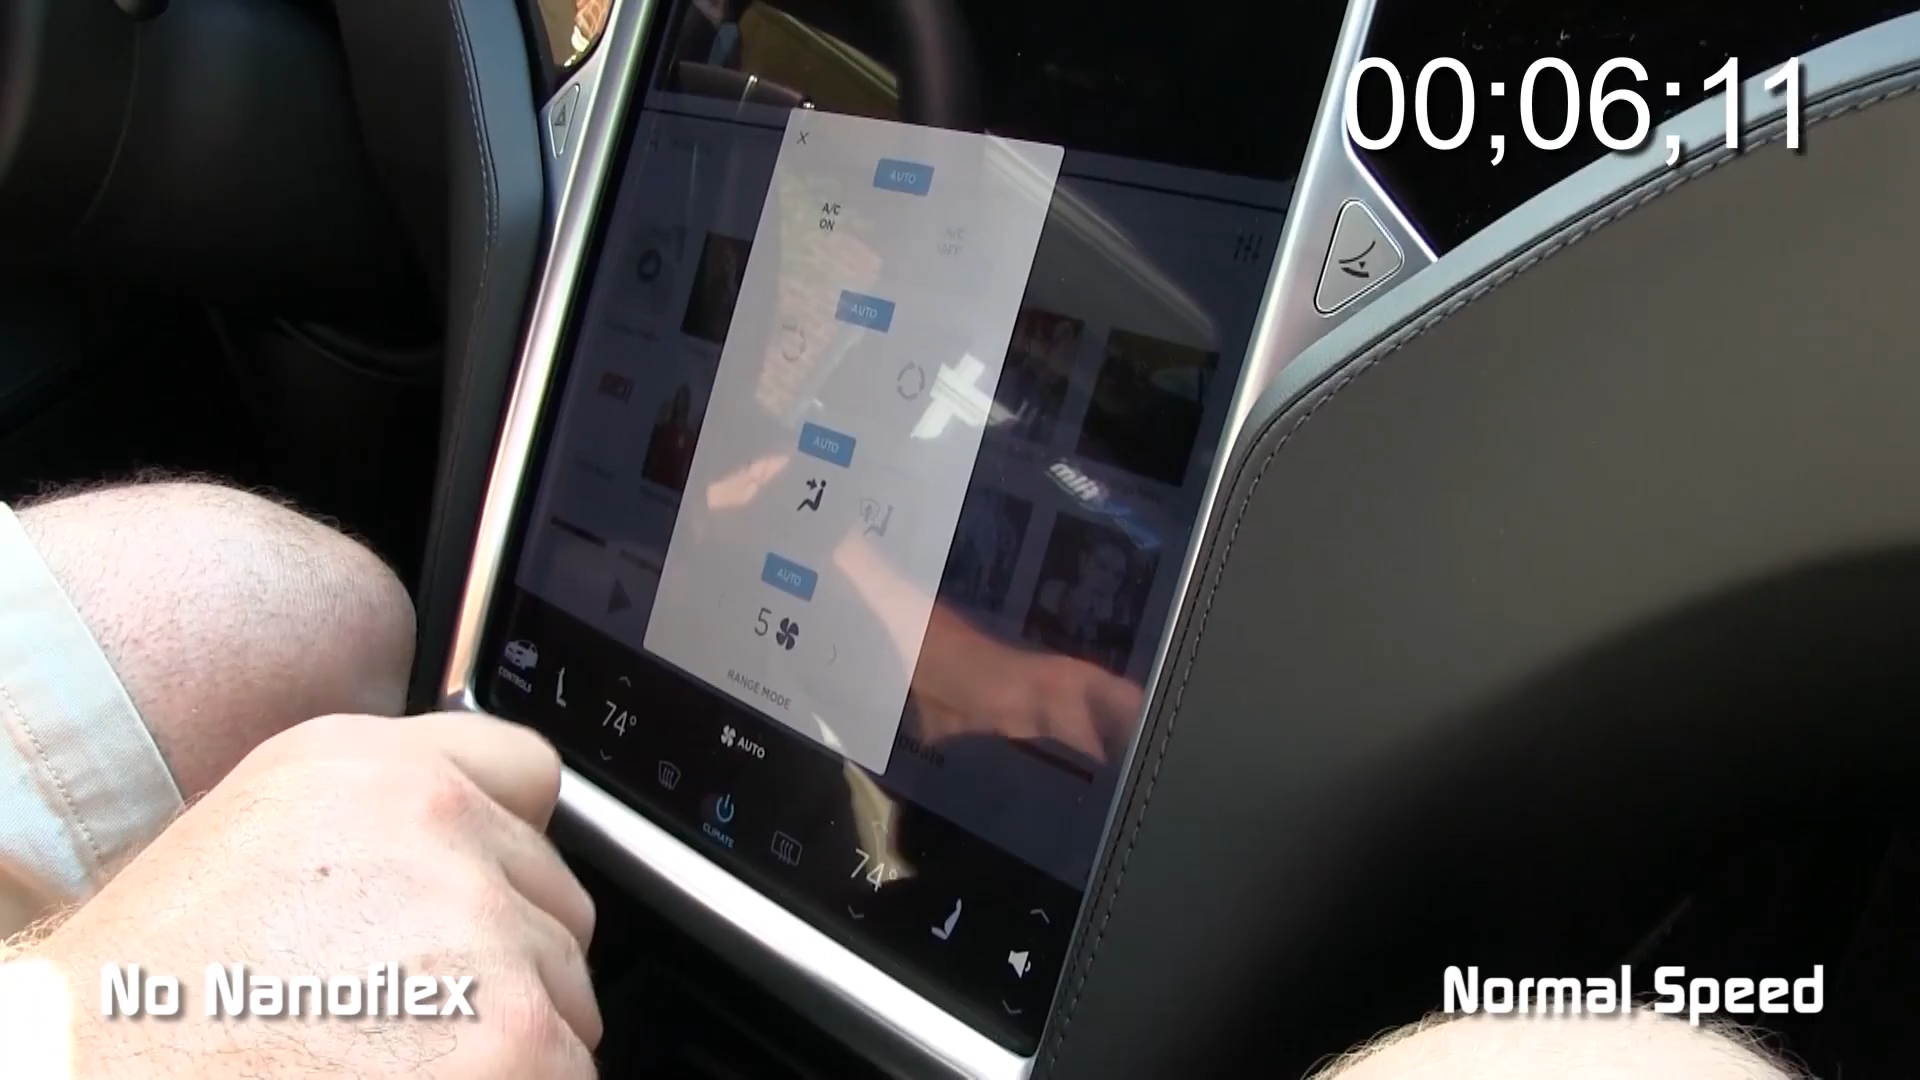 00;06;11
AUTO
A/C
ON
A/C
OFF
AUTO
AUTO
AUTO
5
RANGE MODE
CONTROLS
74°
AUTO
CLIMATE
74°
No Nanoflex
Normal Speed